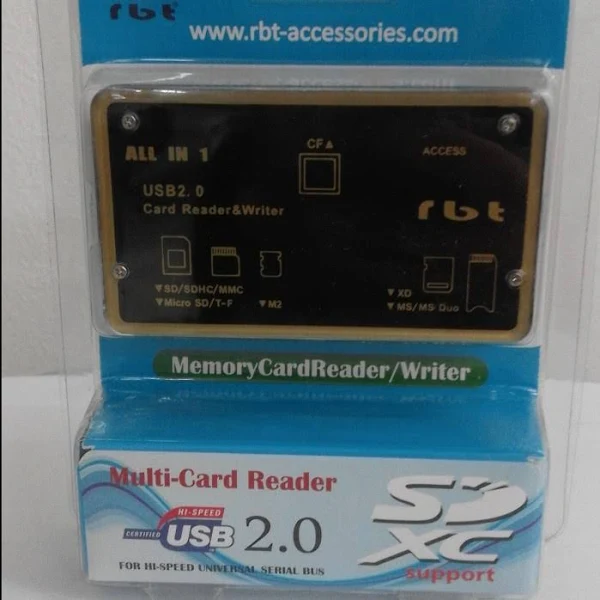 rbt
www.rbt-accessories.com
ALL IN 1
CF▲
ACCESS
USB2.0
Card Reader&Writer
rbt
▼SD/SDHC/MMC
▼Micro SD/T-F
▼M2
▼XD
▼MS/MS Duo
MemoryCardReader/Writer
Multi-Card Reader
HI-SPEED
CERTIFIED
USB 2.0
FOR HI-SPEED UNIVERSAL SERIAL BUS
SD
XC
support